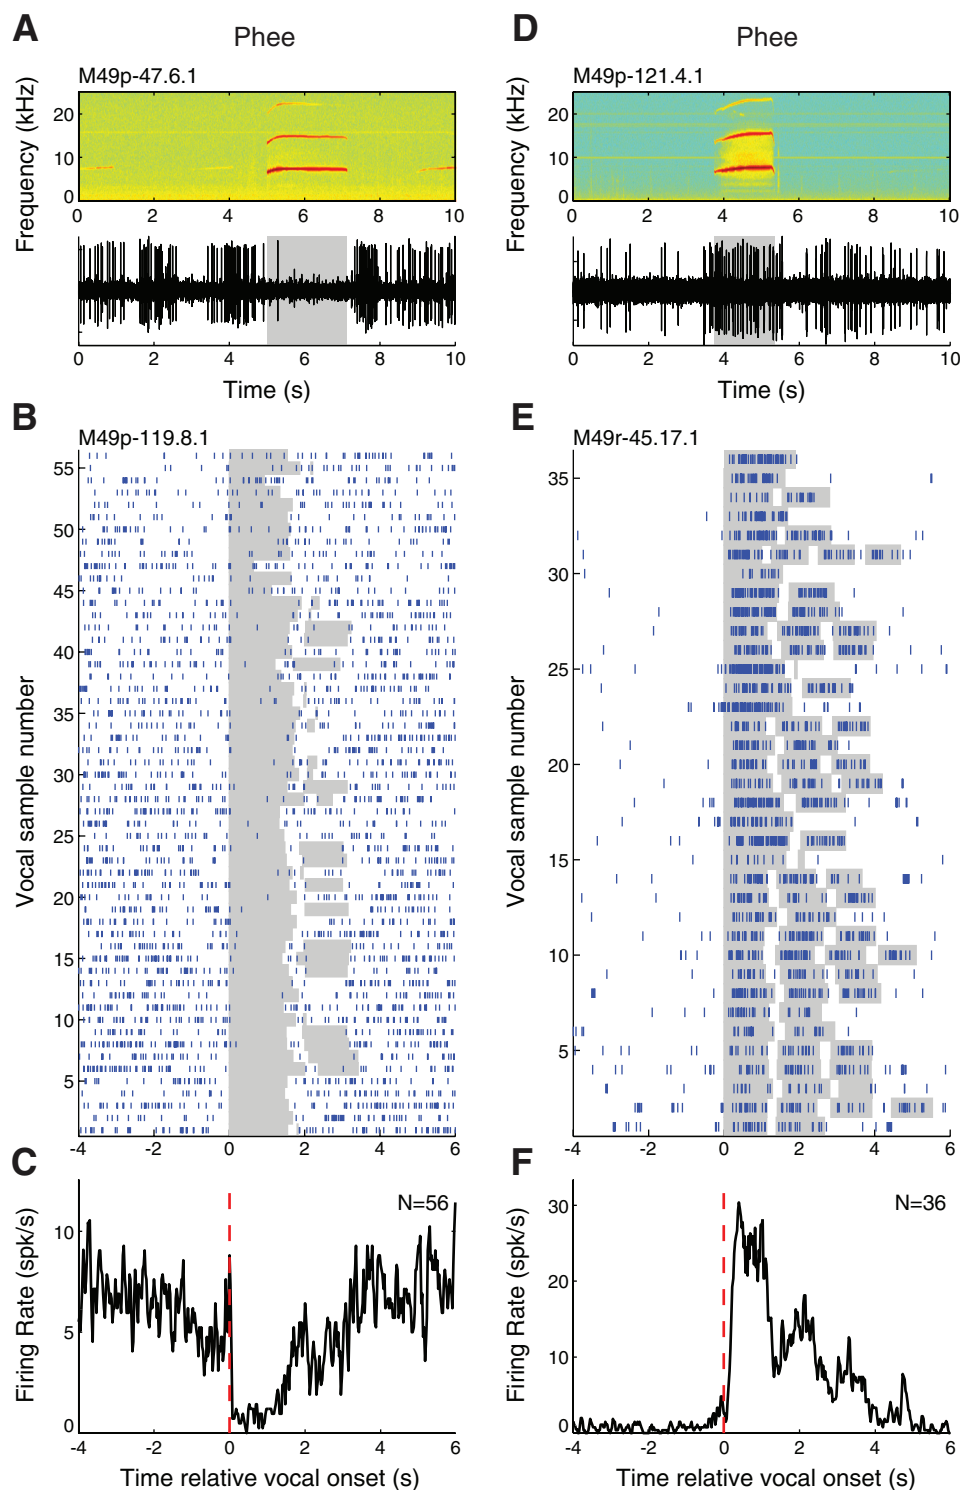 A
Phee
M49p-47.6.1
Frequency (kHz)
20
10
0
0 2 4 6 8 10
0 2 4 6 8 10
Time (s)
B
M49p-119.8.1
Vocal sample number
55
50
45
40
35
30
25
20
15
10
5
-4 -2 0 2 4 6
C
N=56
Firing Rate (spk/s)
10
5
0
-4 -2 0 2 4 6
Time relative vocal onset (s)
D
Phee
M49p-121.4.1
Frequency (kHz)
20
10
0
0 2 4 6 8 10
0 2 4 6 8 10
Time (s)
E
M49r-45.17.1
Vocal sample number
35
30
25
20
15
10
5
-4 -2 0 2 4 6
F
N=36
Firing Rate (spk/s)
30
20
10
0
-4 -2 0 2 4 6
Time relative vocal onset (s)